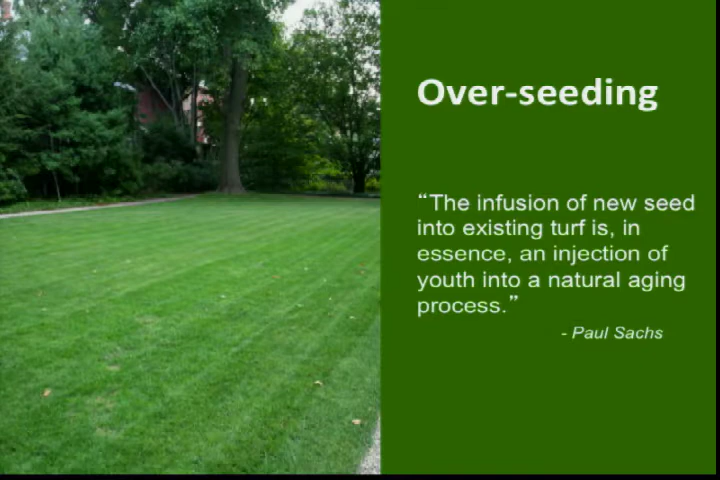 Over-seeding
“The infusion of new seed
into existing turf is, in
essence, an injection of
youth into a natural aging
process.”
- Paul Sachs